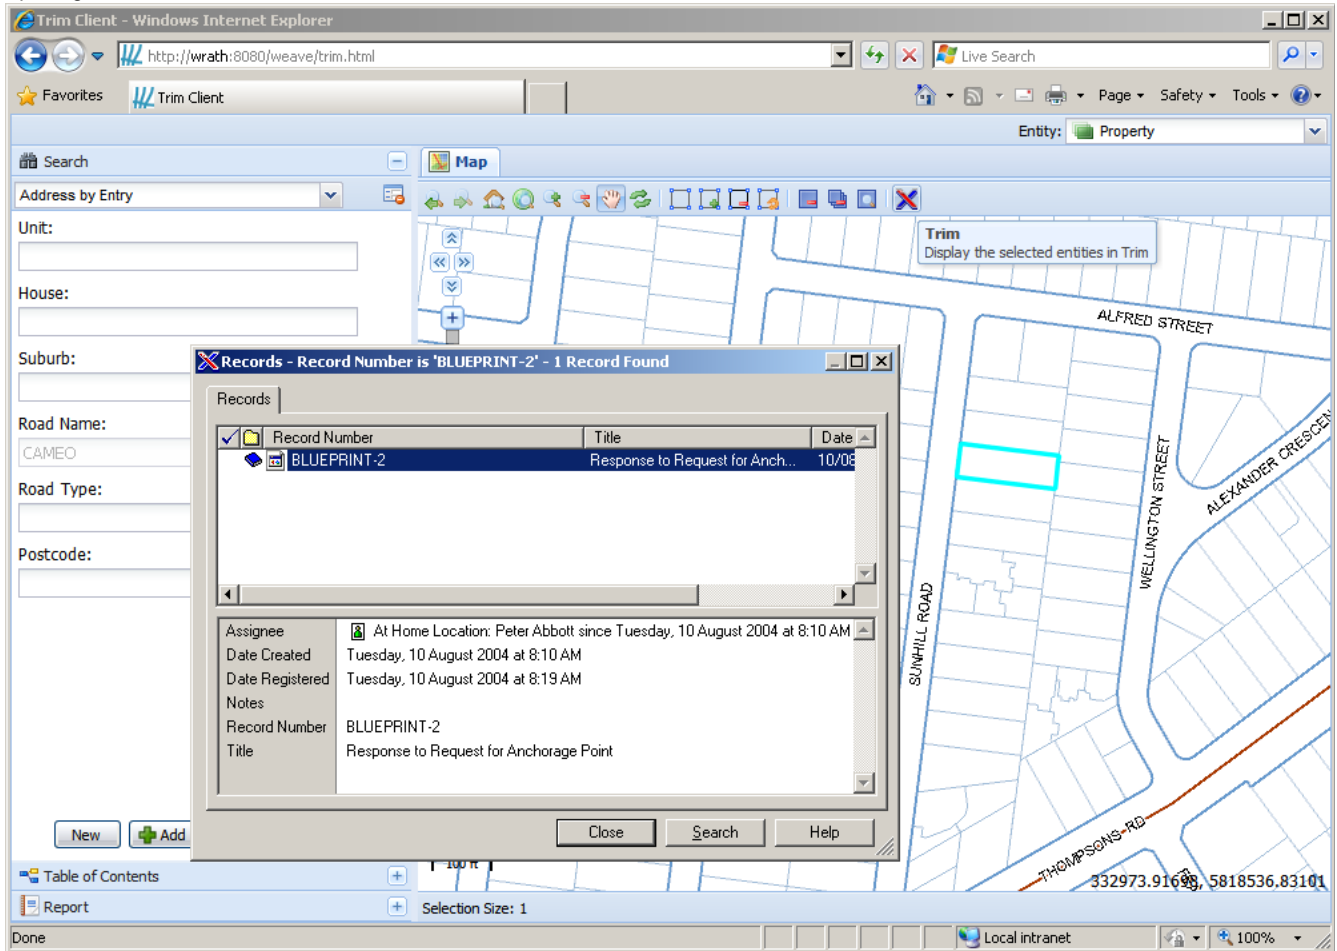 Trim Client - Windows Internet Explorer
http://wrath:8080/weave/trim.html
Live Search
Favorites
Trim Client
Page
Safety
Tools
Entity:
Property
Search
Map
Address by Entry
Unit:
Trim
Display the selected entities in Trim
House:
ALFRED STREET
Suburb:
Records - Record Number is 'BLUEPRINT-2' - 1 Record Found
Records
Road Name:
CAMEO
Record Number
Title
Date
BLUEPRINT-2
Response to Request for Anch...
10/08
Road Type:
Postcode:
WELLINGTON STREET
ALEXANDER CRESCEN
SUNHILL ROAD
Assignee
At Home Location: Peter Abbott since Tuesday, 10 August 2004 at 8:10 AM
Date Created
Tuesday, 10 August 2004 at 8:10 AM
Date Registered
Tuesday, 10 August 2004 at 8:19 AM
Notes
Record Number
BLUEPRINT-2
Title
Response to Request for Anchorage Point
New
Add
Close
Search
Help
100 ft
THOMPSONS RD
Table of Contents
332973.91698, 5818536.83101
Report
Selection Size: 1
Done
Local intranet
100%